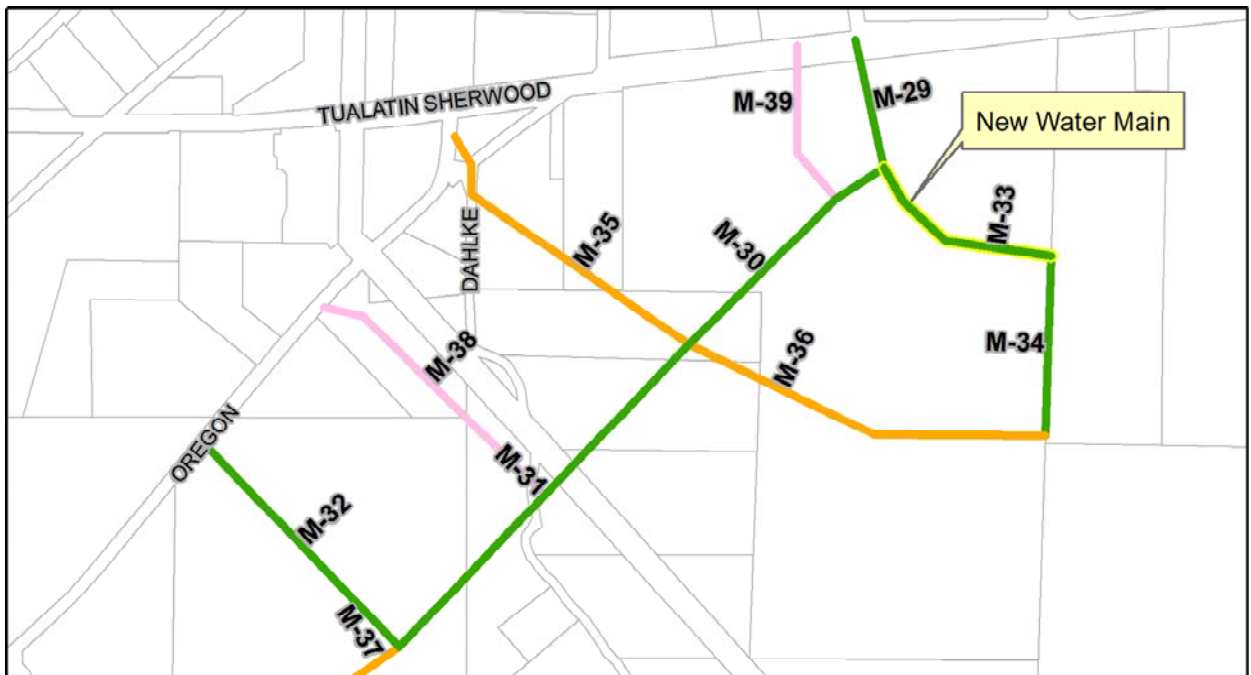 TUALATIN SHERWOOD
M-39
M-29
New Water Main
M-33
DAHLKE
M-35
M-30
M-34
M-38
M-36
OREGON
M-31
M-32
M-37